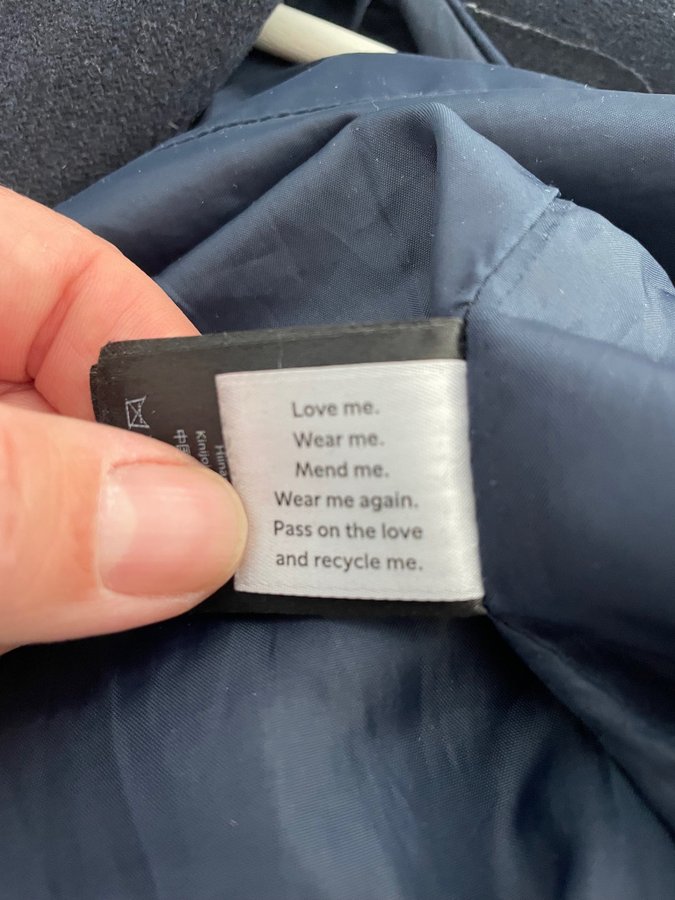 Love me.
Wear me.
Mend me.
Wear me again.
Pass on the love
and recycle me.